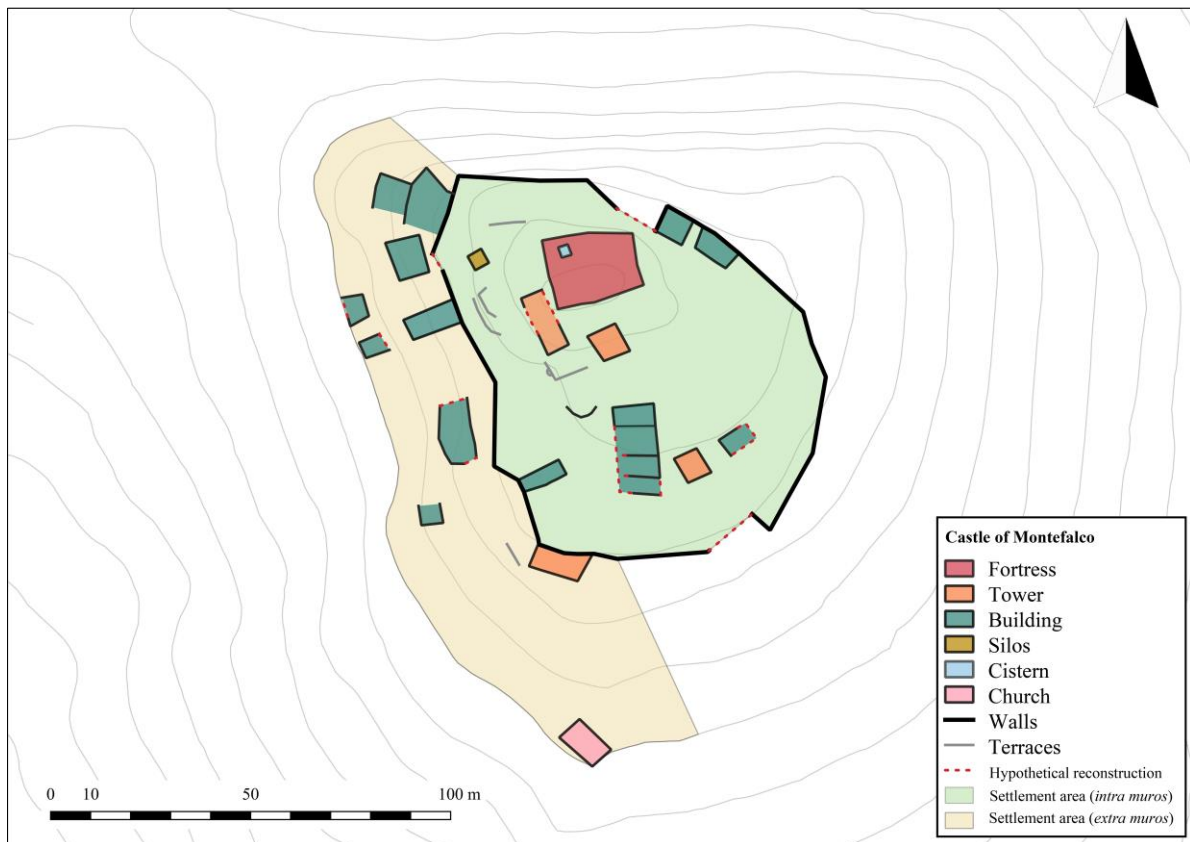 Castle of Montefalco
Fortress
Tower
Building
Silos
Cistern
Church
Walls
Terraces
Hypothetical reconstruction
Settlement area (intra muros)
Settlement area (extra muros)
0 10 50 100 m